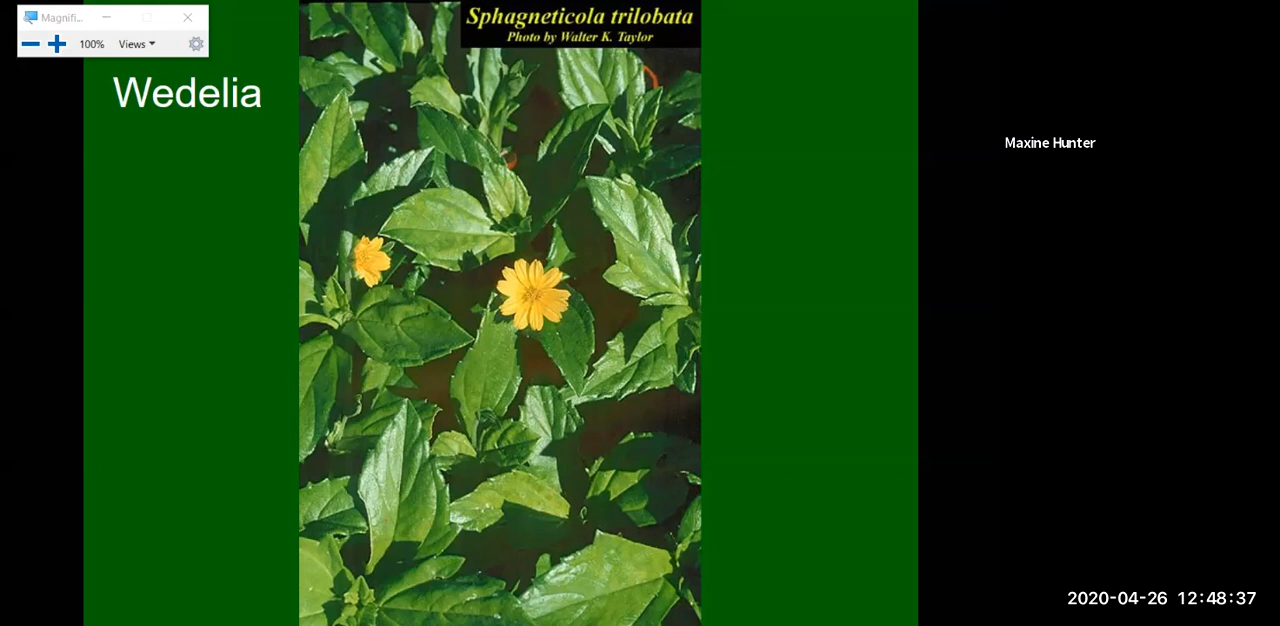 Magnifi...
100% Views
Wedelia
Sphagneticola trilobata
Photo by Walter K. Taylor
Maxine Hunter
2020-04-26 12:48:37